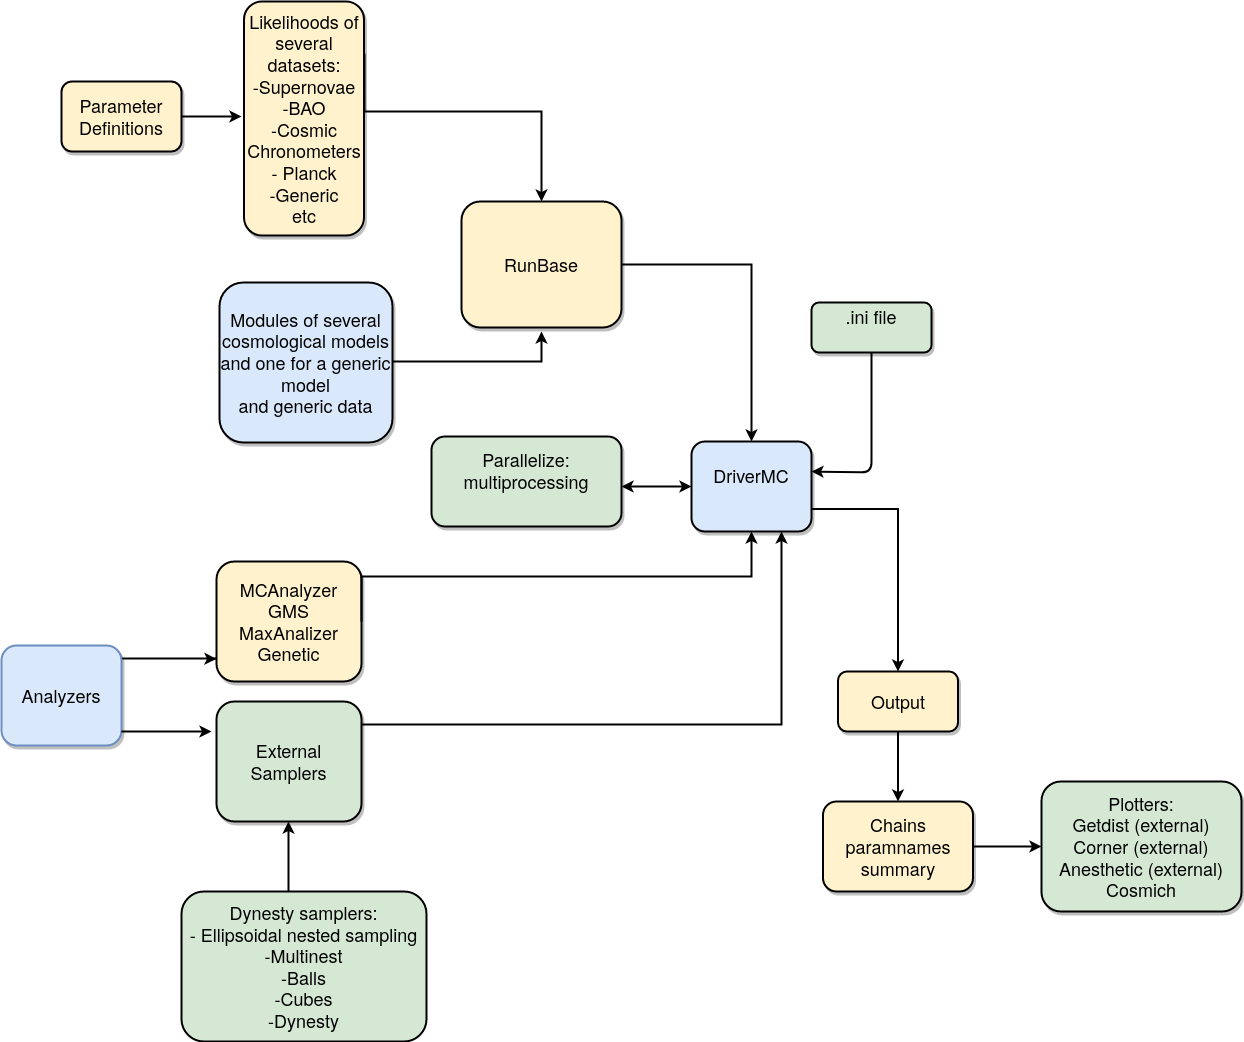 Likelihoods of
several
datasets:
-Supernovae
-BAO
-Cosmic
Chronometers
- Planck
-Generic
etc
Parameter
Definitions
RunBase
Modules of several
cosmological models
and one for a generic
model
and generic data
.ini file
Parallelize:
multiprocessing
DriverMC
MCAnalyzer
GMS
MaxAnalizer
Genetic
Analyzers
External
Samplers
Output
Chains
paramnames
summary
Plotters:
Getdist (external)
Corner (external)
Anesthetic (external)
Cosmich
Dynesty samplers:
- Ellipsoidal nested sampling
-Multinest
-Balls
-Cubes
-Dynesty